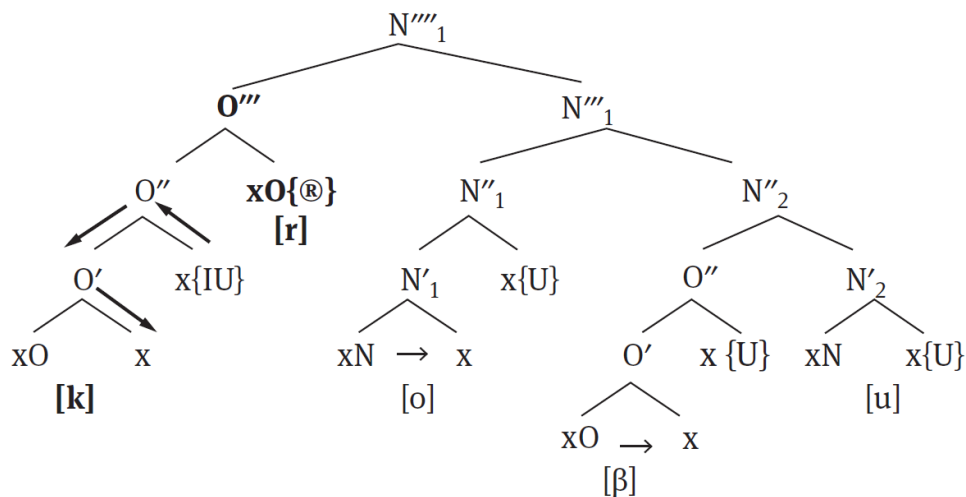 N′′′′₁
O′′′ N′′′₁
O′′ xO{®} N′′₁ N′′₂
[r]
O′ x{IU} N′₁ x{U} O′′ N′₂
xO x xN → x O′ x {U} xN x{U}
[k] [o] [u]
xO → x
[β]